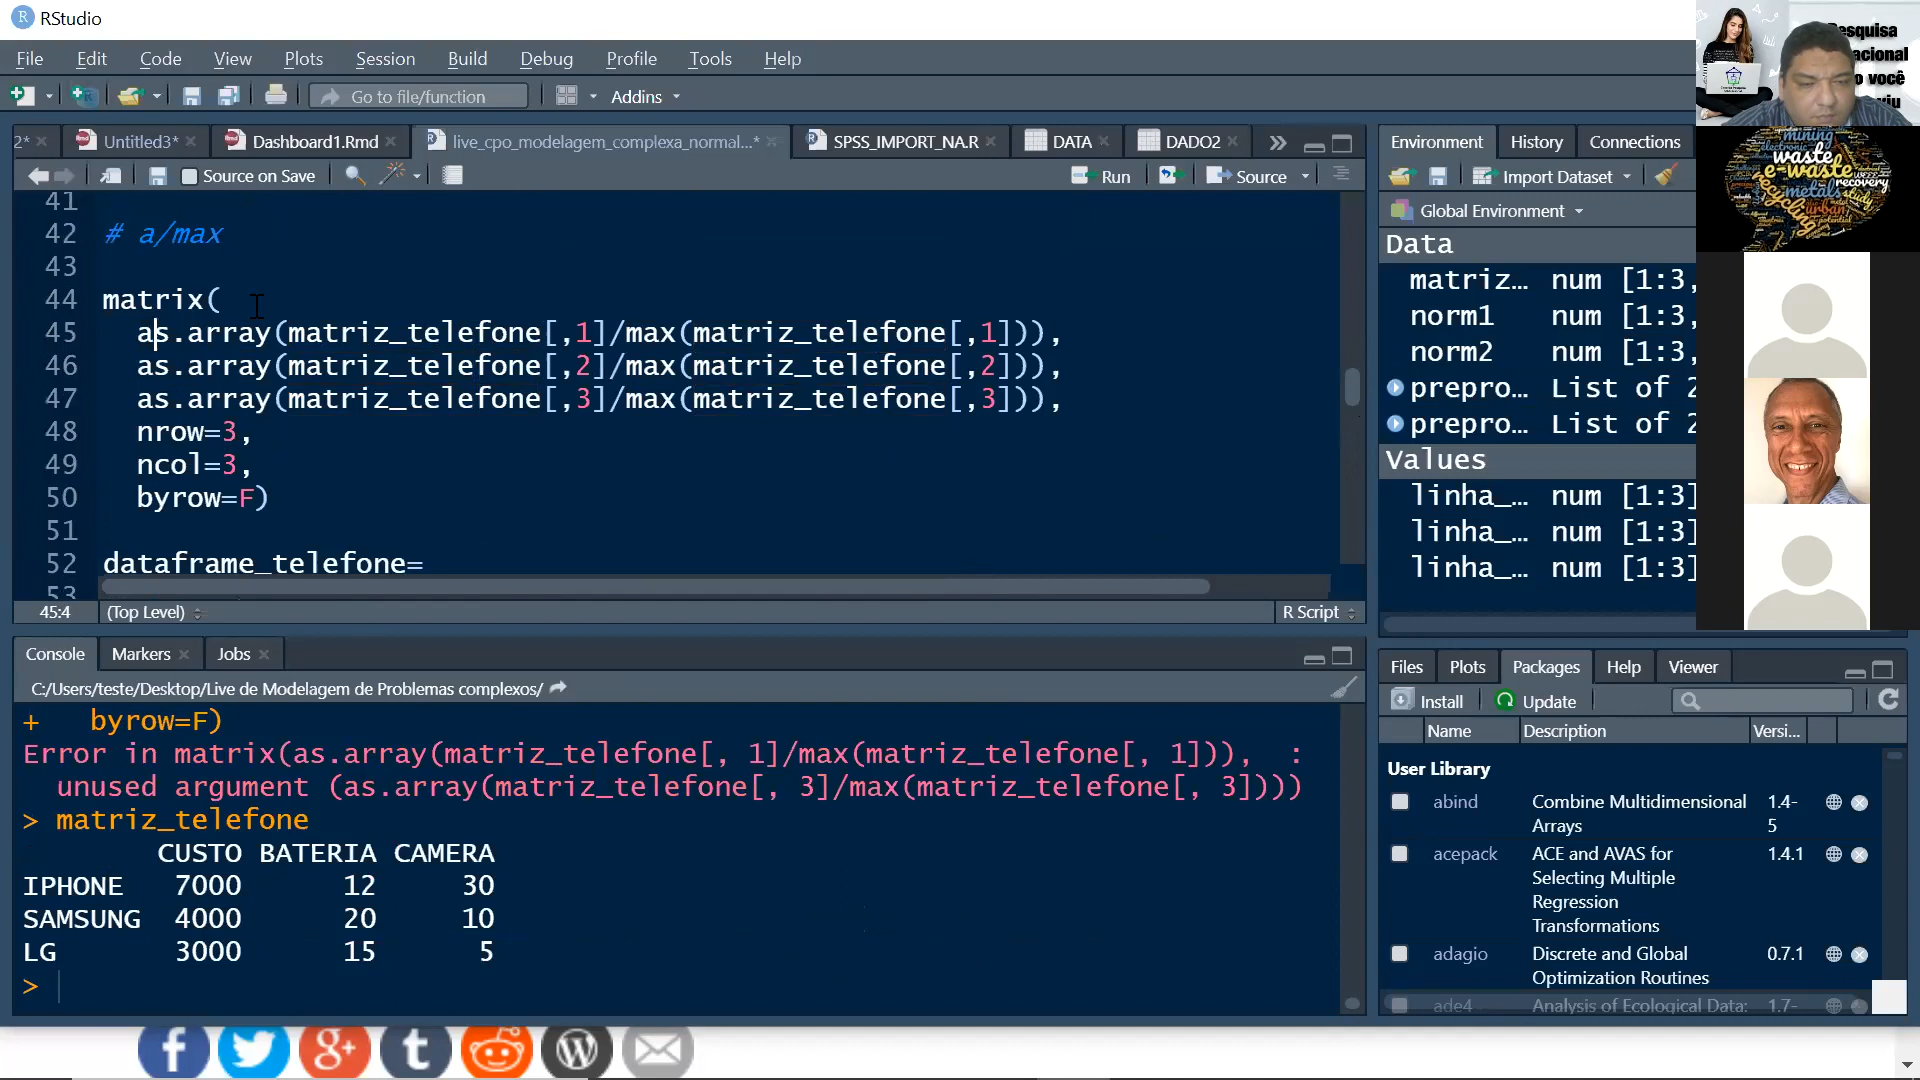 RStudio
File Edit Code View Plots Session Build Debug Profile Tools Help
Go to file/function Addins
2* Untitled3* Dashboard1.Rmd live_cpo_modelagem_complexa_normal...* SPSS_IMPORT_NA.R DATA DADO2
Source on Save Run Source
41
42 # a/max
43
44 matrix(
45 as.array(matriz_telefone[,1]/max(matriz_telefone[,1])),
46 as.array(matriz_telefone[,2]/max(matriz_telefone[,2])),
47 as.array(matriz_telefone[,3]/max(matriz_telefone[,3])),
48 nrow=3,
49 ncol=3,
50 byrow=F)
51
52 dataframe_telefone=
53
45:4 (Top Level) R Script
Console Markers Jobs
C:/Users/teste/Desktop/Live de Modelagem de Problemas complexos/
+ byrow=F)
Error in matrix(as.array(matriz_telefone[, 1]/max(matriz_telefone[, 1])), :
unused argument (as.array(matriz_telefone[, 3]/max(matriz_telefone[, 3])))
> matriz_telefone
CUSTO BATERIA CAMERA
IPHONE 7000 12 30
SAMSUNG 4000 20 10
LG 3000 15 5
>
Environment History Connections
Import Dataset
Global Environment
Data
matriz... num [1:3,
norm1 num [1:3,
norm2 num [1:3,
prepro... List of 2
prepro... List of 2
Values
linha_... num [1:3]
linha_... num [1:3]
linha_... num [1:3]
Files Plots Packages Help Viewer
Install Update
Name Description Versi...
User Library
abind Combine Multidimensional Arrays 1.4-5
acepack ACE and AVAS for Selecting Multiple Regression Transformations 1.4.1
adagio Discrete and Global Optimization Routines 0.7.1
ade4 Analysis of Ecological Data: 1.7-
esquisa
acional
o você
viu
mining
waste
e-waste
recovery
metals
study
urban
recycling